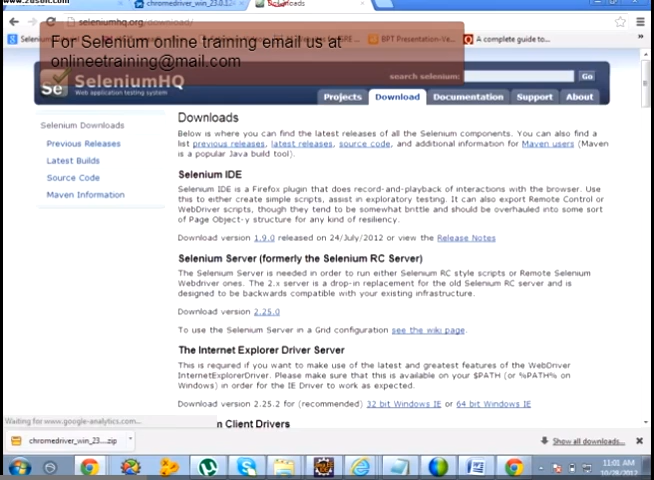 www.zdsoft.com
chromedriver_win_23.0.12
Downloads
seleniumhq.org/download/
BPT Presentation-Ve...
A complete guide to...
For Selenium online training email us at
onlineetraining@mail.com
SeleniumHQ
Web application testing system
search selenium:
Go
Projects
Download
Documentation
Support
About
Selenium Downloads
Previous Releases
Latest Builds
Source Code
Maven Information
Downloads
Below is where you can find the latest releases of all the Selenium components. You can also find a
list previous releases, latest releases, source code, and additional information for Maven users (Maven
is a popular Java build tool).
Selenium IDE
Selenium IDE is a Firefox plugin that does record-and-playback of interactions with the browser. Use
this to either create simple scripts, assist in exploratory testing. It can also export Remote Control or
WebDriver scripts, though they tend to be somewhat brittle and should be overhauled into some sort
of Page Object-y structure for any kind of resiliency.
Download version 1.9.0 released on 24/July/2012 or view the Release Notes
Selenium Server (formerly the Selenium RC Server)
The Selenium Server is needed in order to run either Selenium RC style scripts or Remote Selenium
Webdriver ones. The 2.x server is a drop-in replacement for the old Selenium RC server and is
designed to be backwards compatible with your existing infrastructure.
Download version 2.25.0
To use the Selenium Server in a Grid configuration see the wiki page.
The Internet Explorer Driver Server
This is required if you want to make use of the latest and greatest features of the WebDriver
InternetExplorerDriver. Please make sure that this is available on your $PATH (or %PATH% on
Windows) in order for the IE Driver to work as expected.
Download version 2.25.2 for (recommended) 32 bit Windows IE or 64 bit Windows IE
Waiting for www.google-analytics.com...
n Client Drivers
chromedriver_win_23....zip
Show all downloads...
11:01 AM
10/28/2012